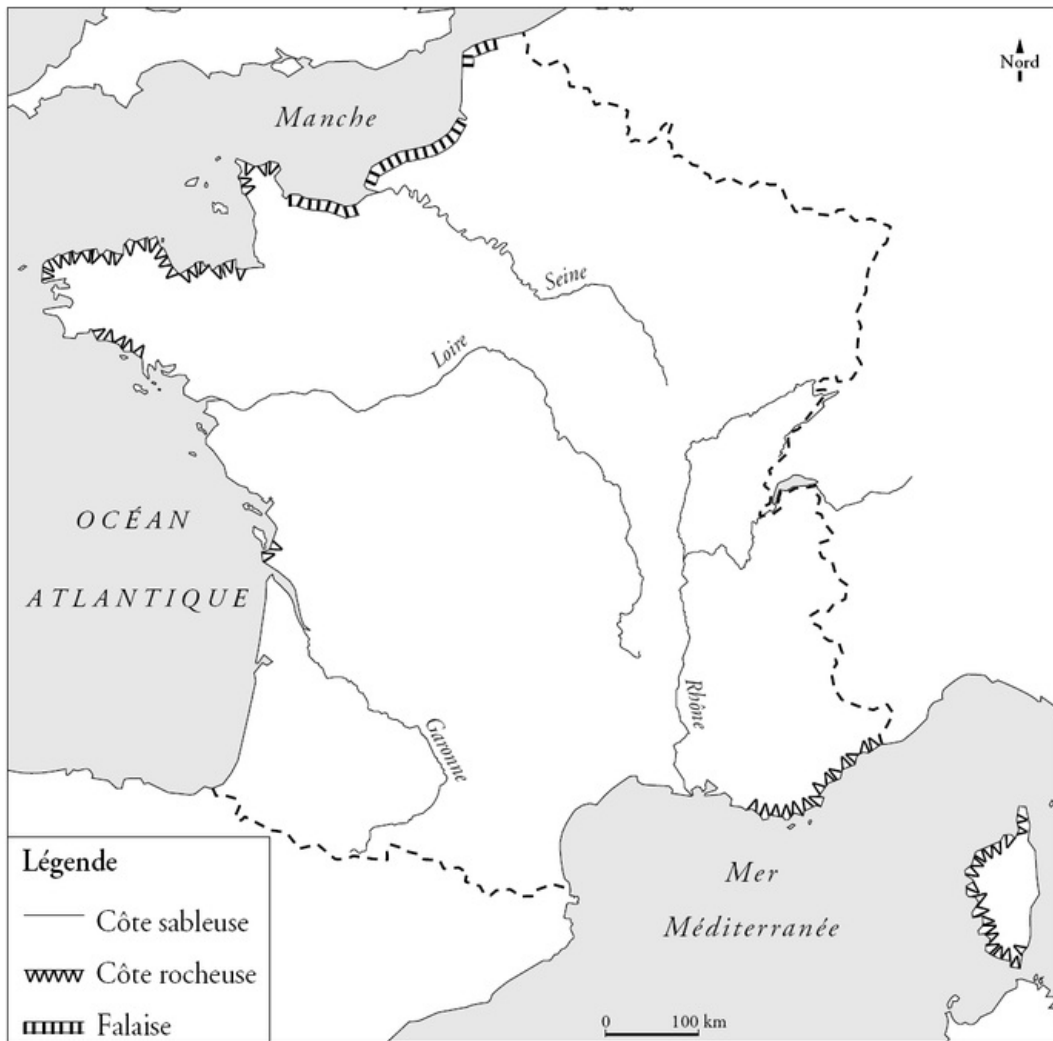 Nord
Manche
Seine
Loire
OCÉAN
ATLANTIQUE
Rhône
Garonne
Mer
Méditerranée
Légende
Côte sableuse
Côte rocheuse
Falaise
0 100 km